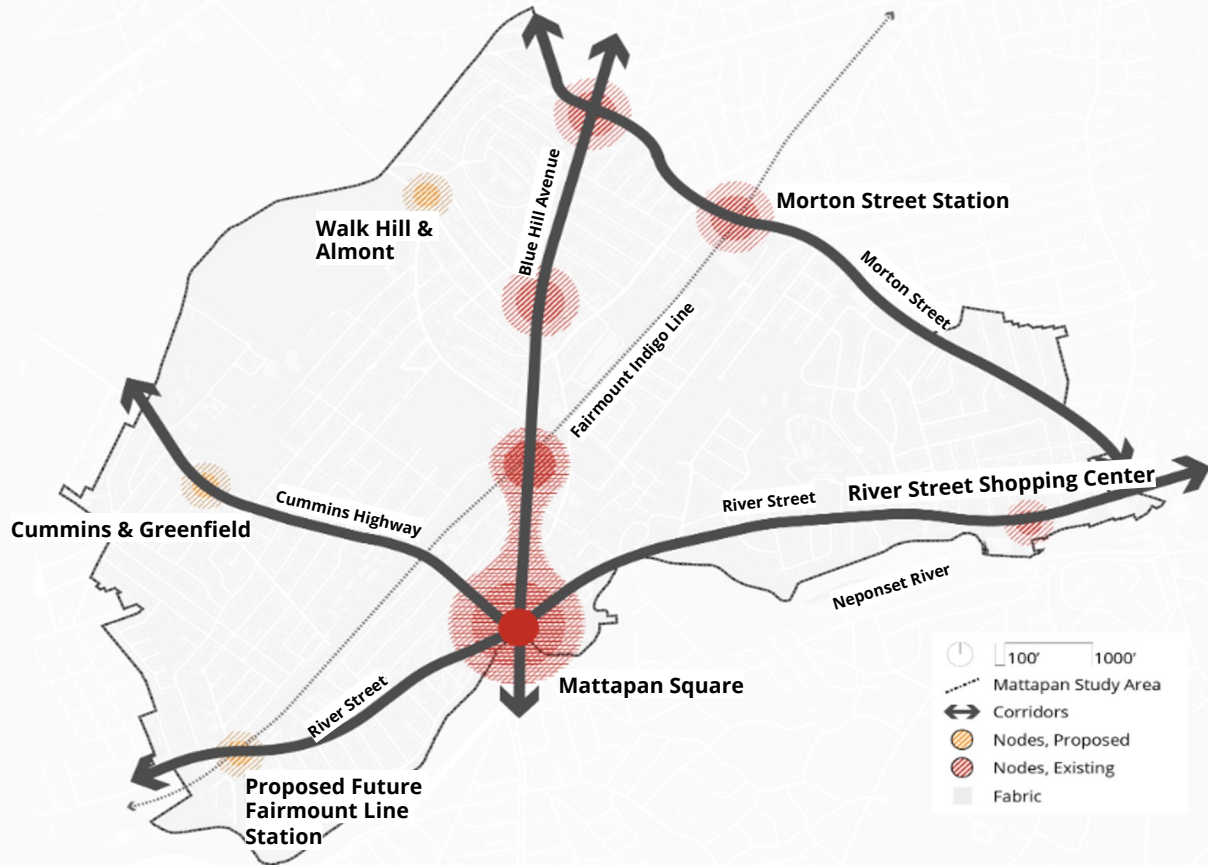 Blue Hill Avenue
Morton Street Station
Walk Hill &
Almont
Morton Street
Fairmount Indigo Line
River Street Shopping Center
River Street
Cummins Highway
Cummins & Greenfield
Neponset River
Mattapan Square
River Street
Proposed Future
Fairmount Line
Station
100' 1000'
Mattapan Study Area
Corridors
Nodes, Proposed
Nodes, Existing
Fabric